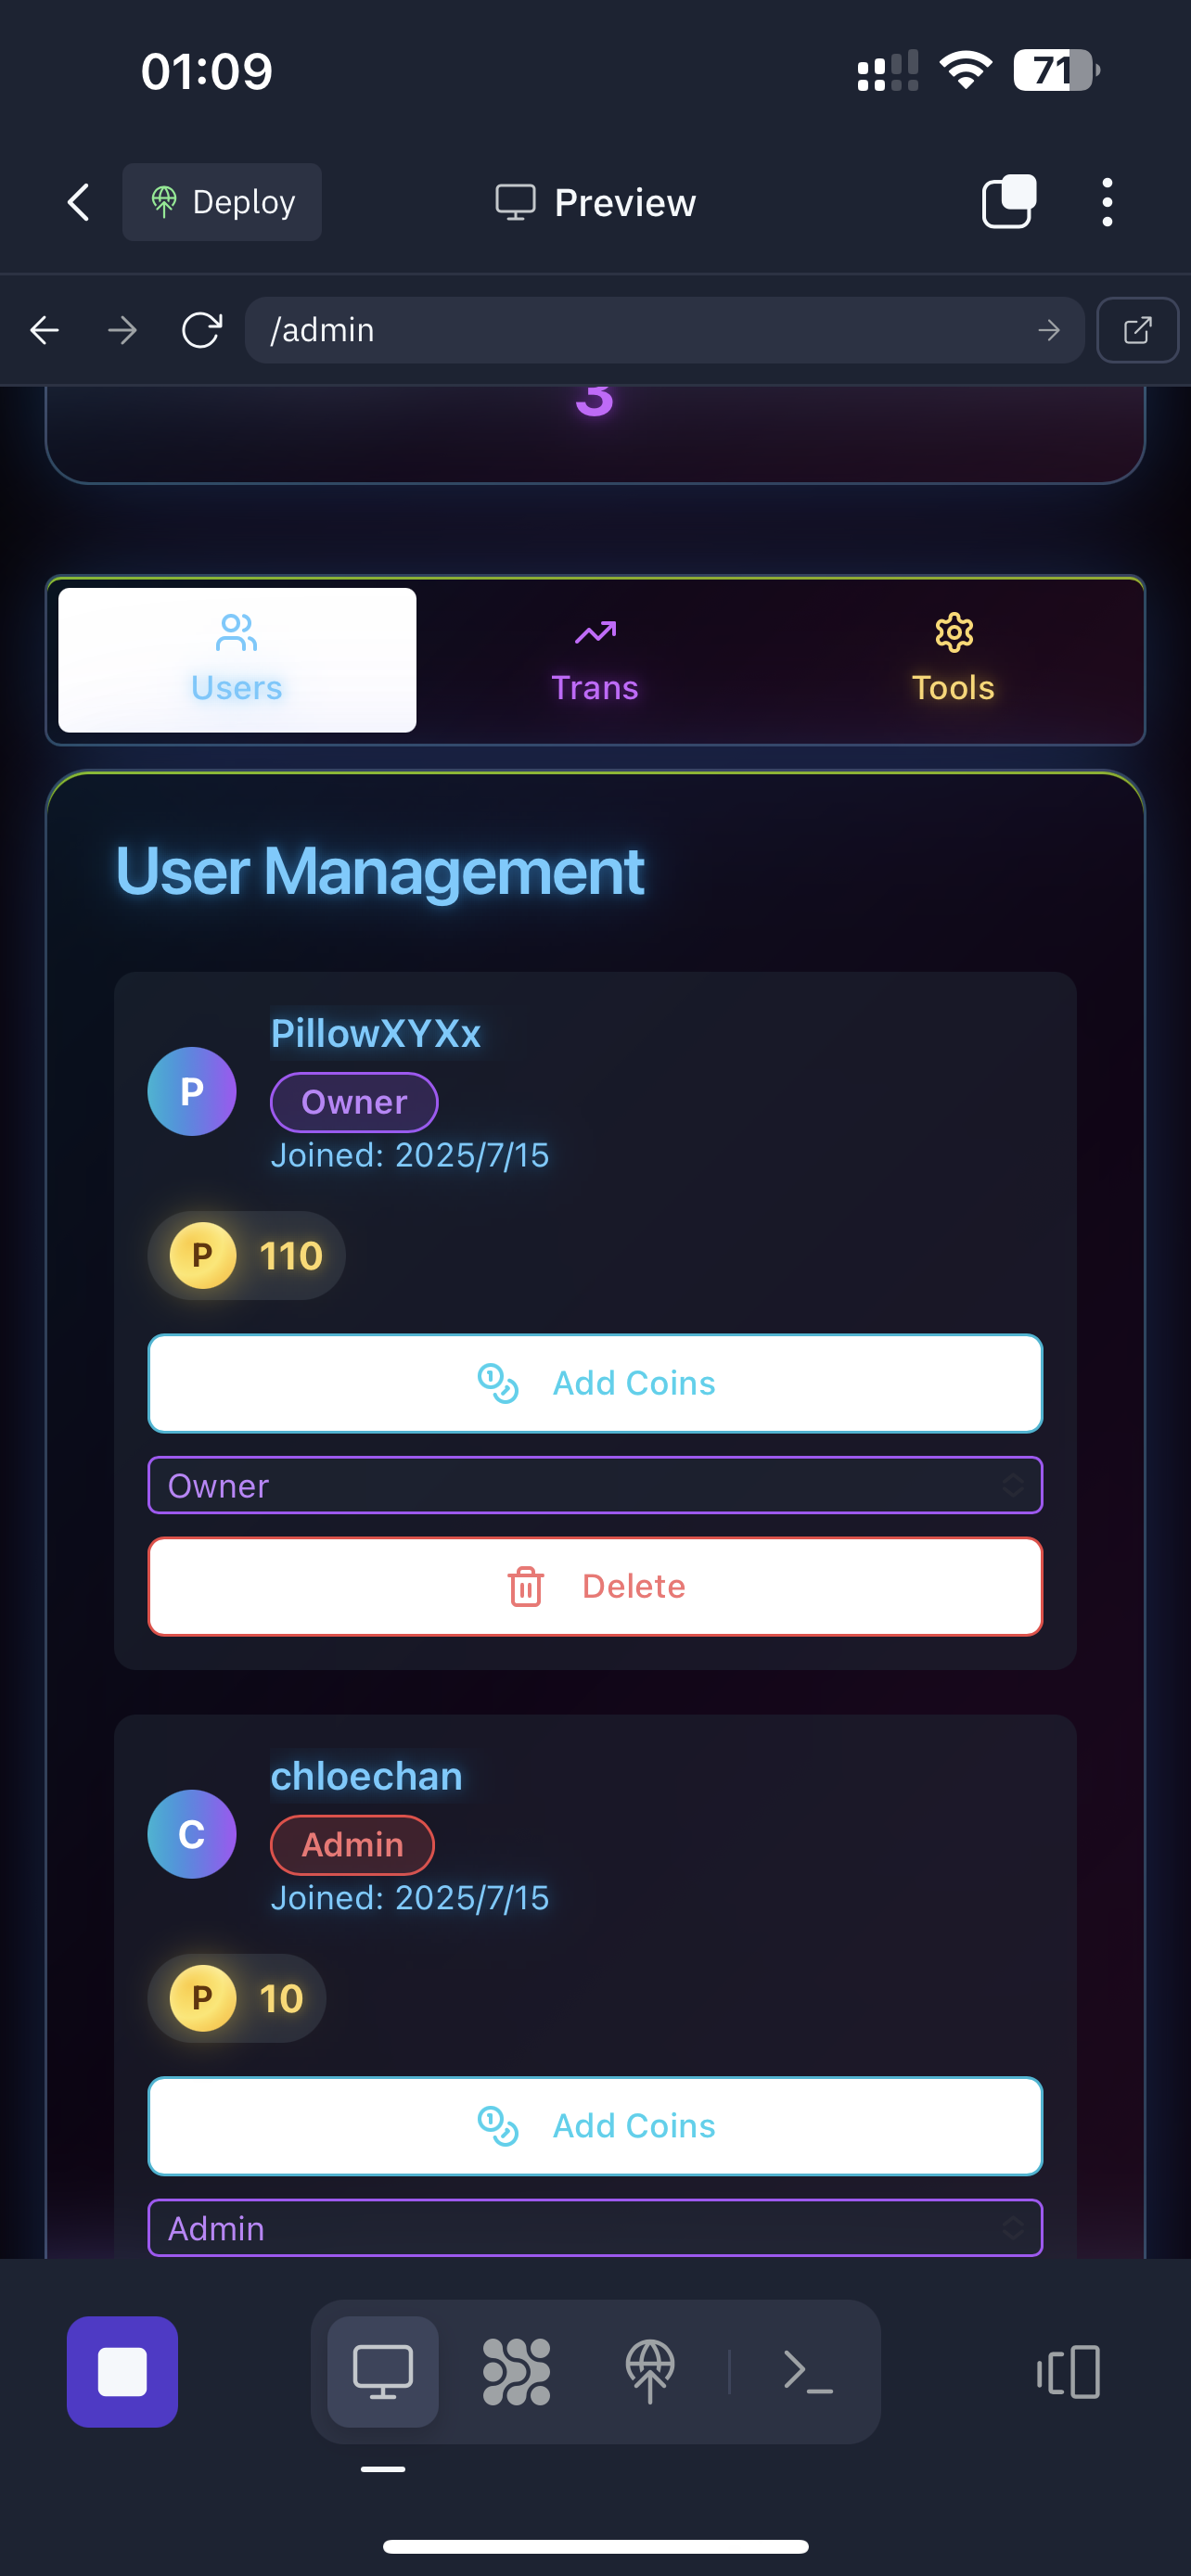 01:09
71
Deploy
Preview
/admin
3
Users
Trans
Tools
User Management
P
PillowXYXx
Owner
Joined: 2025/7/15
P
110
Add Coins
Owner
Delete
C
chloechan
Admin
Joined: 2025/7/15
P
10
Add Coins
Admin